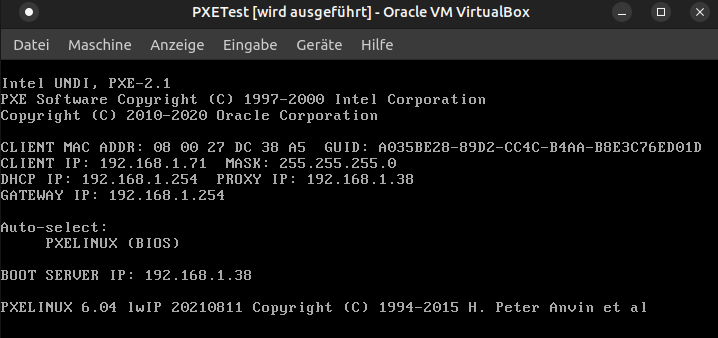 PXETest [wird ausgeführt] - Oracle VM VirtualBox
Datei Maschine Anzeige Eingabe Geräte Hilfe
Intel UNDI, PXE-2.1
PXE Software Copyright (C) 1997-2000 Intel Corporation
Copyright (C) 2010-2020 Oracle Corporation
CLIENT MAC ADDR: 08 00 27 DC 38 A5  GUID: A035BE28-89D2-CC4C-B4AA-B8E3C76ED01D
CLIENT IP: 192.168.1.71  MASK: 255.255.255.0
DHCP IP: 192.168.1.254  PROXY IP: 192.168.1.38
GATEWAY IP: 192.168.1.254
Auto-select:
PXELINUX (BIOS)
BOOT SERVER IP: 192.168.1.38
PXELINUX 6.04 lwIP 20210811 Copyright (C) 1994-2015 H. Peter Anvin et al